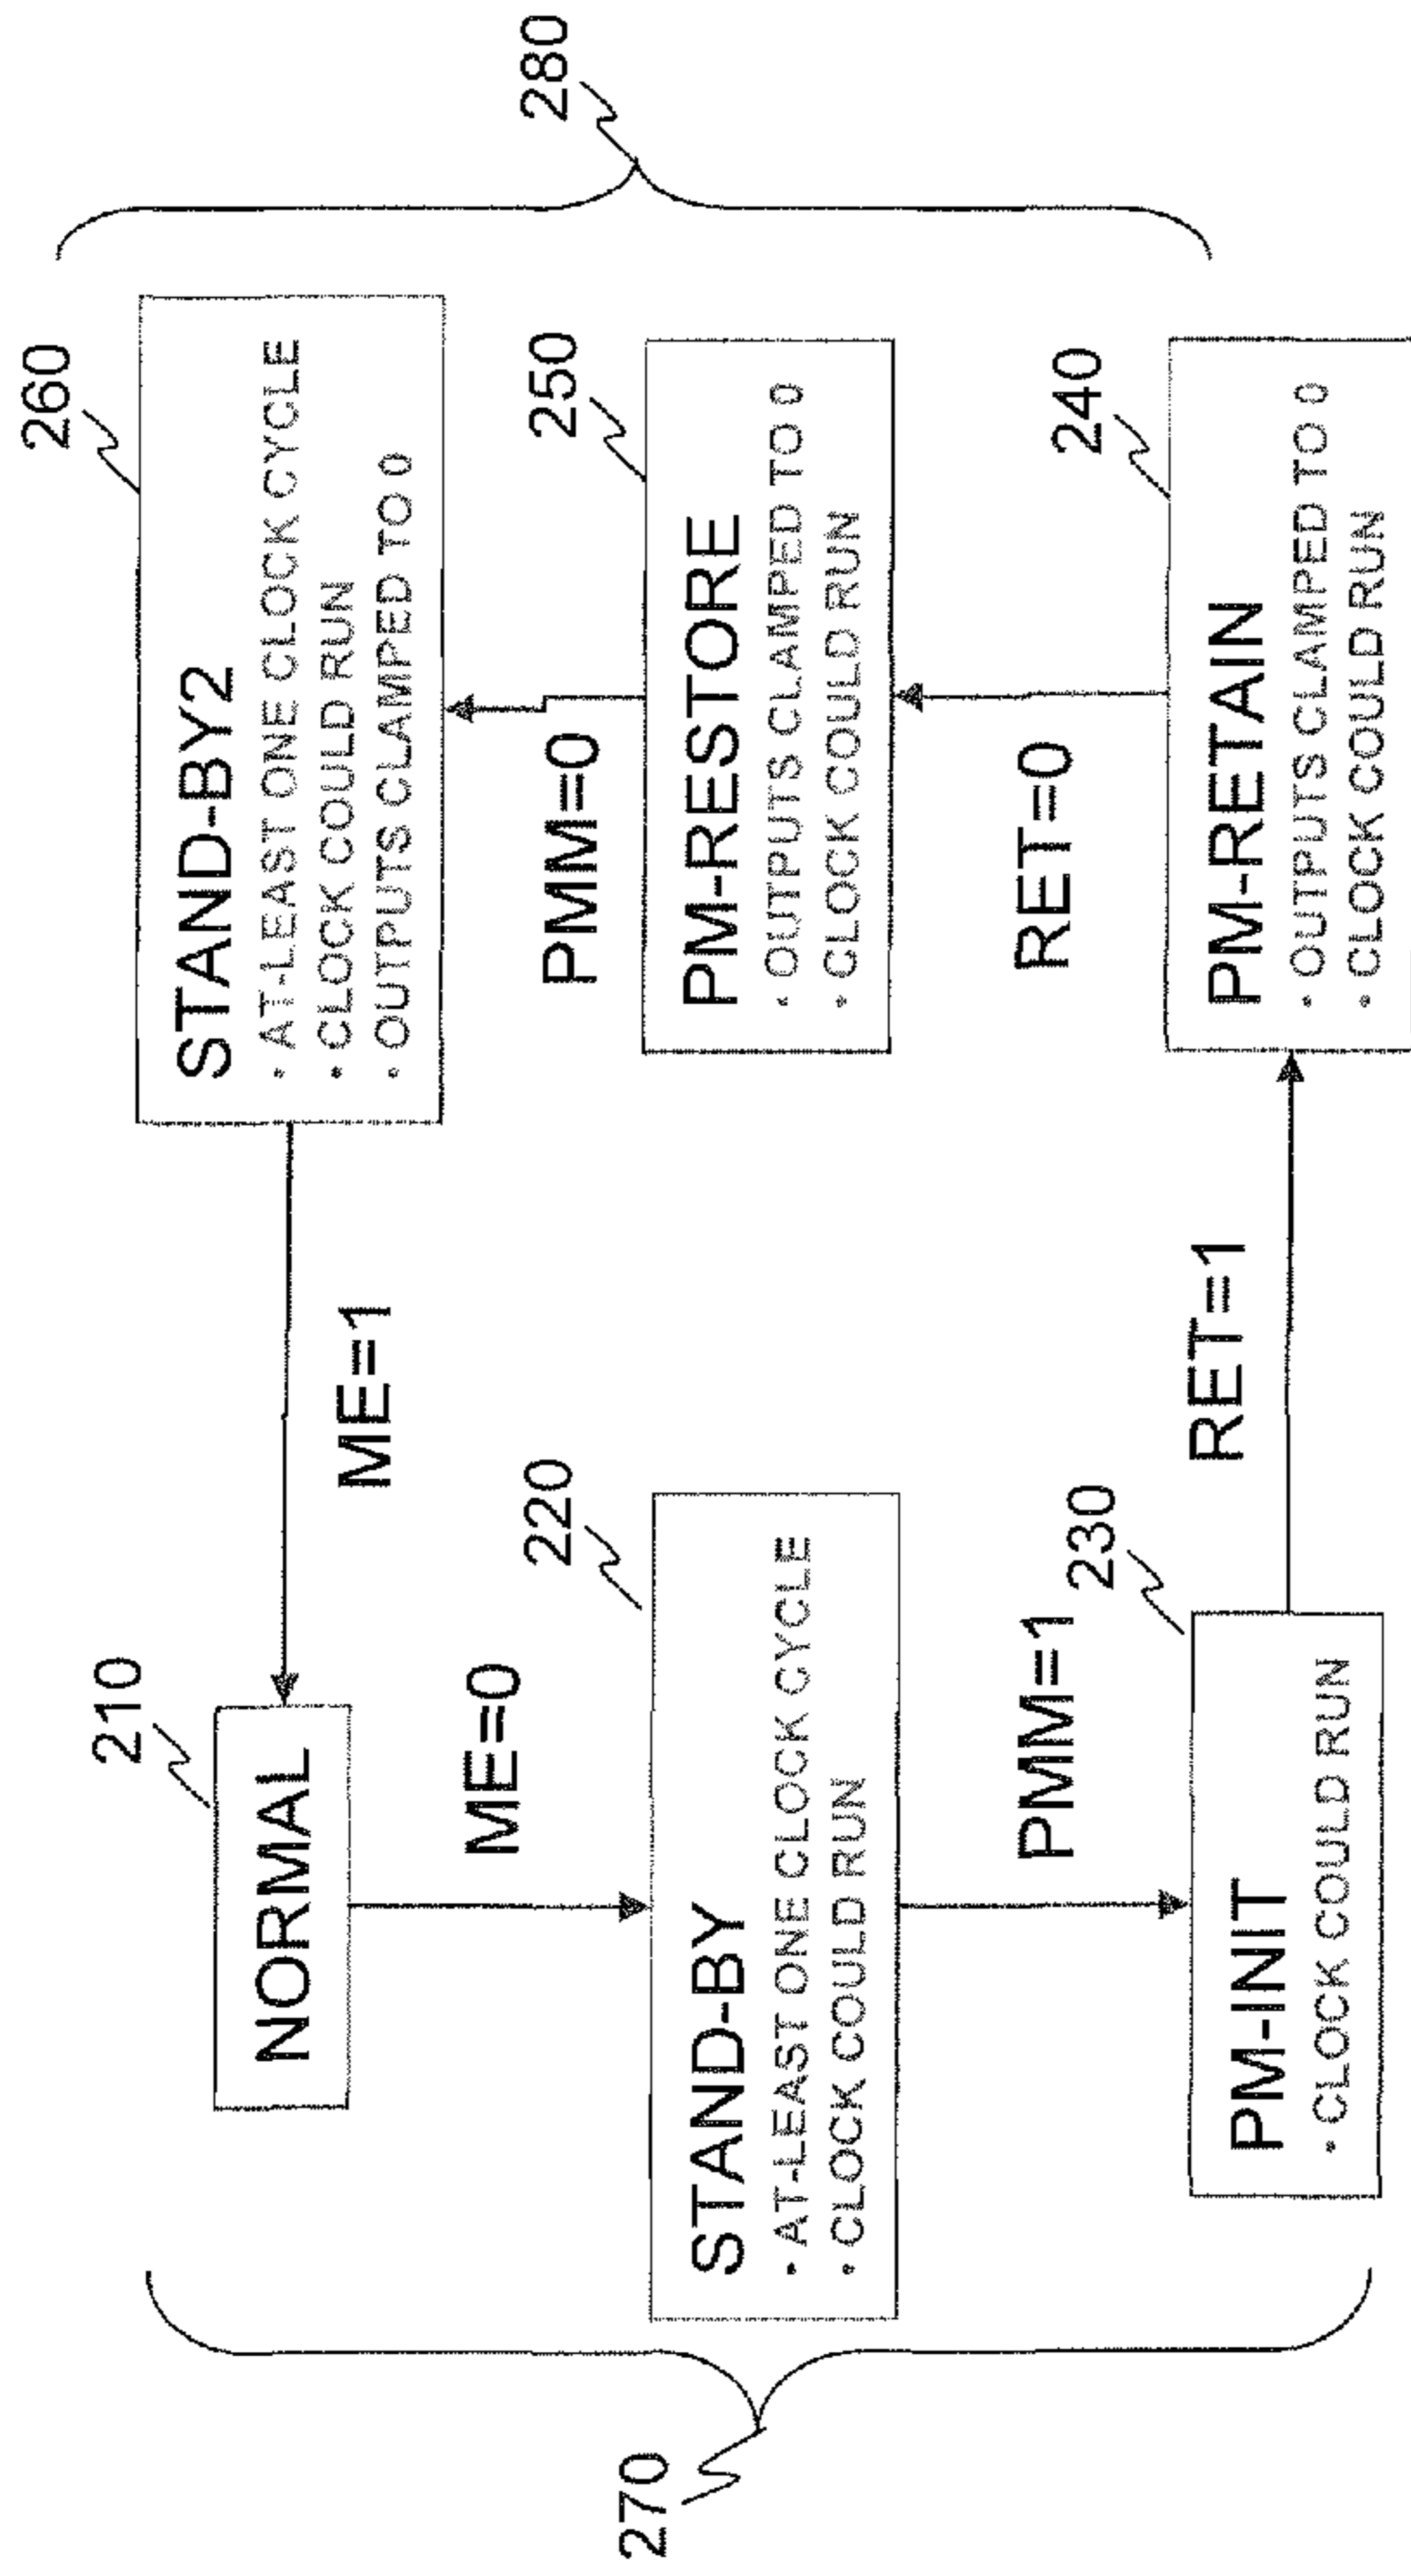 210
NORMAL
ME=0
220
STAND-BY
• AT-LEAST ONE CLOCK CYCLE
• CLOCK COULD RUN
PMM=1
230
PM-INIT
• CLOCK COULD RUN
270
ME=1
RET=1
260
STAND-BY2
• AT-LEAST ONE CLOCK CYCLE
• CLOCK COULD RUN
• OUTPUTS CLAMPED TO 0
PMM=0
250
PM-RESTORE
• OUTPUTS CLAMPED TO 0
• CLOCK COULD RUN
RET=0
240
PM-RETAIN
• OUTPUTS CLAMPED TO 0
• CLOCK COULD RUN
280